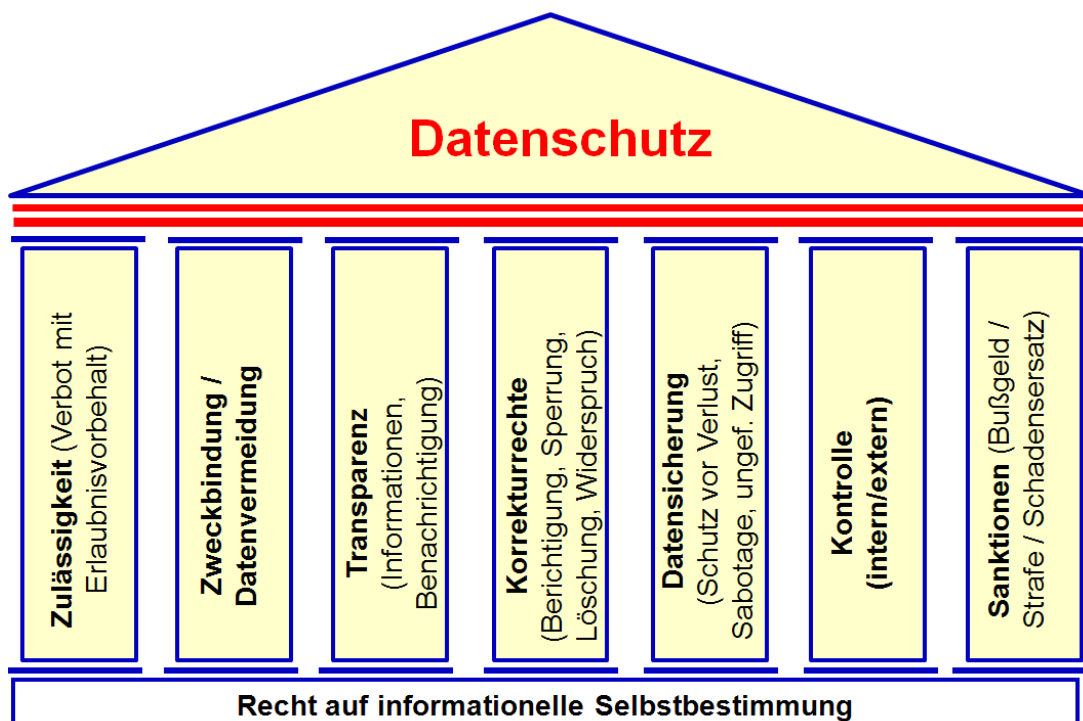 Datenschutz
Zulässigkeit (Verbot mit
Erlaubnisvorbehalt)
Zweckbindung /
Datenvermeidung
Transparenz
(Informationen,
Benachrichtigung)
Korrekturrechte
(Berichtigung, Sperrung,
Löschung, Widerspruch)
Datensicherung
(Schutz vor Verlust,
Sabotage, ungef. Zugriff)
Kontrolle
(intern/extern)
Sanktionen (Bußgeld /
Strafe / Schadensersatz)
Recht auf informationelle Selbstbestimmung